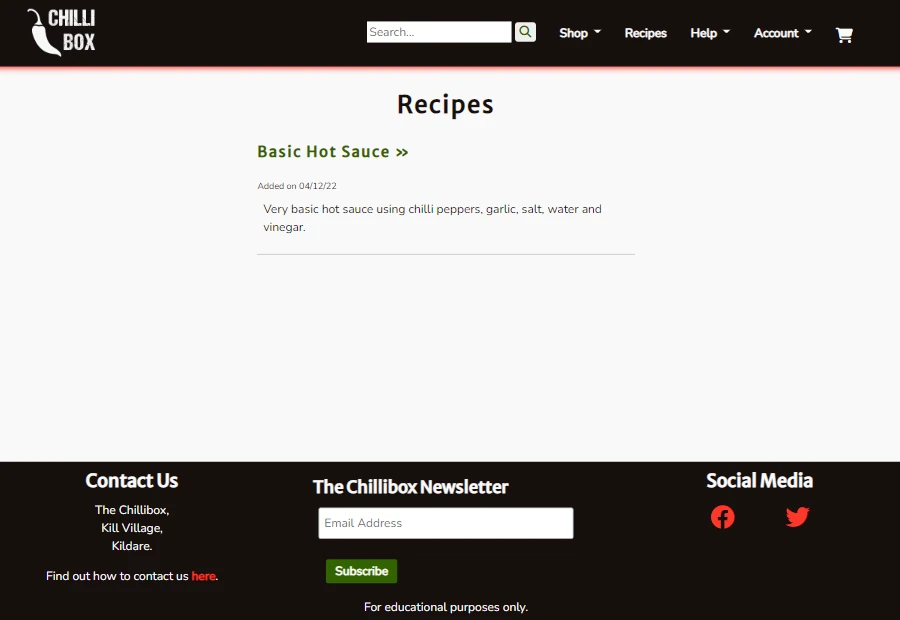 CHILLI
BOX
Search...
Shop
Recipes
Help
Account
Recipes
Basic Hot Sauce »
Added on 04/12/22
Very basic hot sauce using chilli peppers, garlic, salt, water and
vinegar.
Contact Us
The Chillibox,
Kill Village,
Kildare.
Find out how to contact us here.
The Chillibox Newsletter
Email Address
Subscribe
Social Media
For educational purposes only.